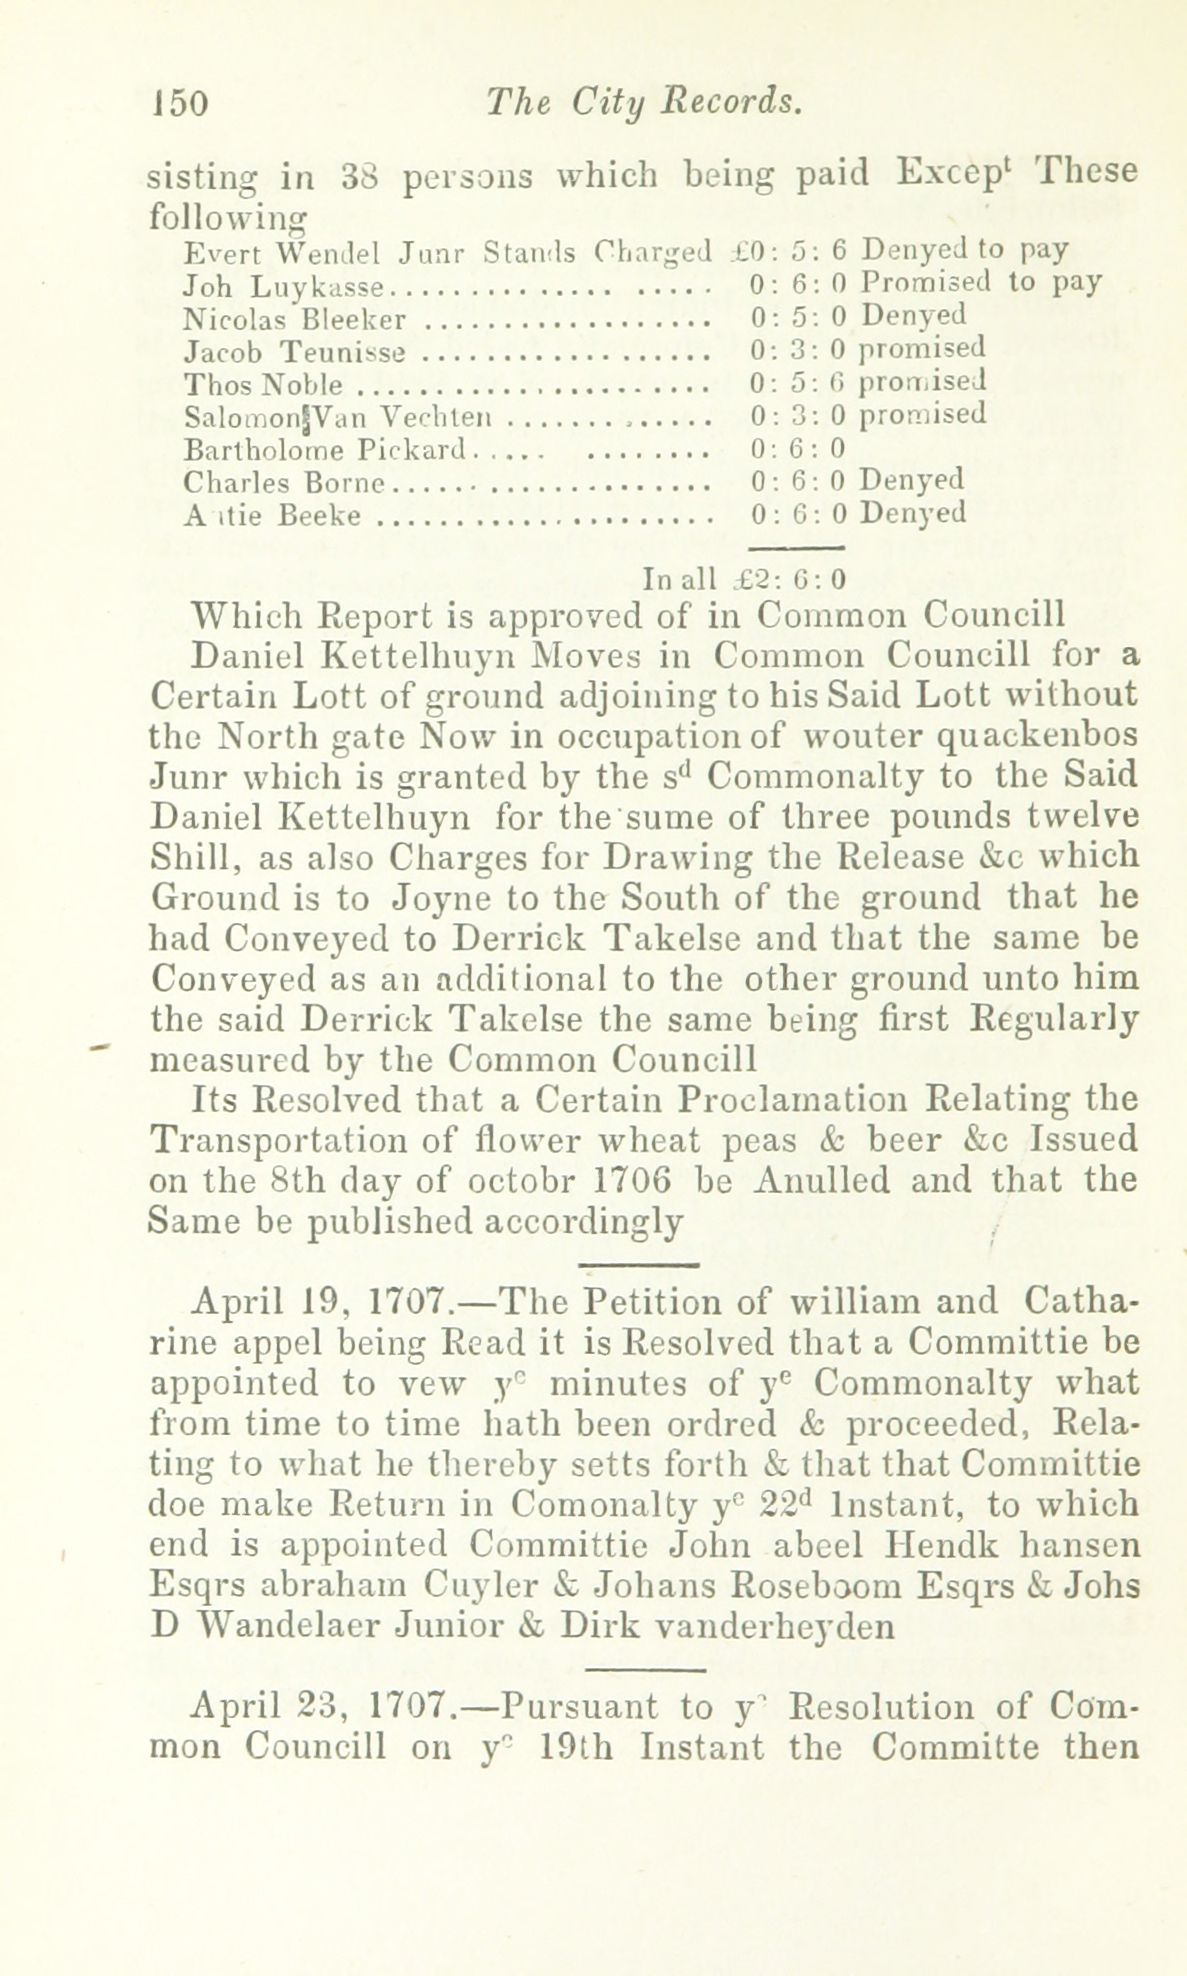 150 The City Records.
sisting in 38 persons which being paid Excepᵗ These
following
Evert Wendel Junr Stands Charged £0: 5: 6 Denyed to pay
Joh Luykasse.................... 0: 6: 0 Promised to pay
Nicolas Bleeker .................. 0: 5: 0 Denyed
Jacob Teunisse .................. 0: 3: 0 promised
Thos Noble ...................... 0: 5: 6 promised
Salomon Van Vechten ............. 0: 3: 0 promised
Bartholome Pickard..... ........ 0: 6: 0
Charles Borne.................... 0: 6: 0 Denyed
A tie Beeke ..................... 0: 6: 0 Denyed
In all £2: 6: 0
Which Report is approved of in Common Councill
Daniel Kettelhuyn Moves in Common Councill for a
Certain Lott of ground adjoining to his Said Lott without
the North gate Now in occupation of wouter quackenbos
Junr which is granted by the sᵈ Commonalty to the Said
Daniel Kettelhuyn for the sume of three pounds twelve
Shill, as also Charges for Drawing the Release &c which
Ground is to Joyne to the South of the ground that he
had Conveyed to Derrick Takelse and that the same be
Conveyed as an additional to the other ground unto him
the said Derrick Takelse the same being first Regularly
measured by the Common Councill
Its Resolved that a Certain Proclamation Relating the
Transportation of flower wheat peas & beer &c Issued
on the 8th day of octobr 1706 be Anulled and that the
Same be published accordingly
April 19, 1707.—The Petition of william and Catha-
rine appel being Read it is Resolved that a Committie be
appointed to vew yᵉ minutes of yᵉ Commonalty what
from time to time hath been ordred & proceeded, Rela-
ting to what he thereby setts forth & that that Committie
doe make Return in Comonalty yᵉ 22ᵈ Instant, to which
end is appointed Committie John abeel Hendk hansen
Esqrs abraham Cuyler & Johans Roseboom Esqrs & Johs
D Wandelaer Junior & Dirk vanderheyden
April 23, 1707.—Pursuant to yᵉ Resolution of Com-
mon Councill on yᵉ 19th Instant the Committe then